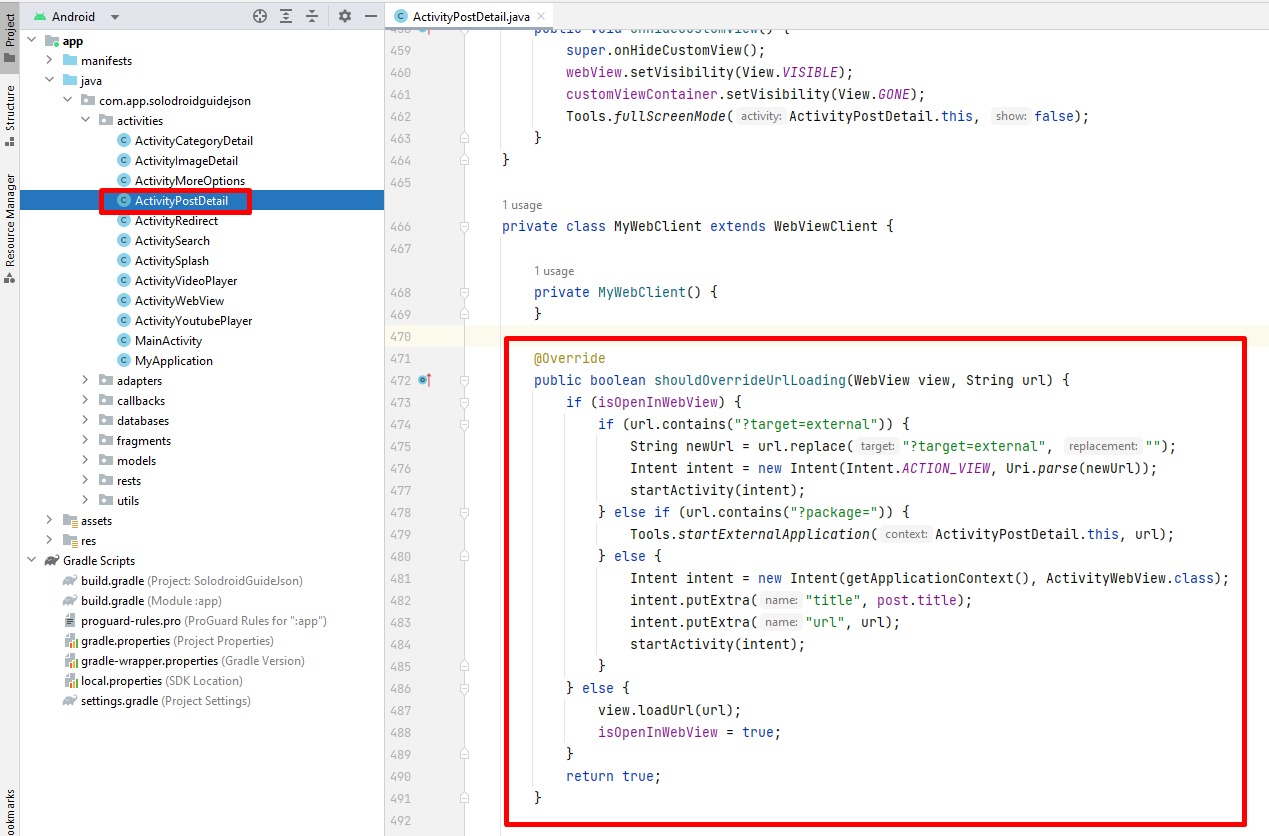 Android
ActivityPostDetail.java
Project
Structure
Resource Manager
app
manifests
java
com.app.solodroidguidejson
activities
ActivityCategoryDetail
ActivityImageDetail
ActivityMoreOptions
ActivityPostDetail
ActivityRedirect
ActivitySearch
ActivitySplash
ActivityVideoPlayer
ActivityWebView
ActivityYoutubePlayer
MainActivity
MyApplication
adapters
callbacks
databases
fragments
models
rests
utils
assets
res
Gradle Scripts
build.gradle (Project: SolodroidGuideJson)
build.gradle (Module :app)
proguard-rules.pro (ProGuard Rules for ":app")
gradle.properties (Project Properties)
gradle-wrapper.properties (Gradle Version)
local.properties (SDK Location)
settings.gradle (Project Settings)
458 public void onHideCustomView() {
459 super.onHideCustomView();
460 webView.setVisibility(View.VISIBLE);
461 customViewContainer.setVisibility(View.GONE);
462 Tools.fullScreenMode( activity: ActivityPostDetail.this, show: false);
463 }
464 }
465
1 usage
466 private class MyWebClient extends WebViewClient {
467
1 usage
468 private MyWebClient() {
469 }
470
471 @Override
472 public boolean shouldOverrideUrlLoading(WebView view, String url) {
473 if (isOpenInWebView) {
474 if (url.contains("?target=external")) {
475 String newUrl = url.replace( target: "?target=external", replacement: "");
476 Intent intent = new Intent(Intent.ACTION_VIEW, Uri.parse(newUrl));
477 startActivity(intent);
478 } else if (url.contains("?package=")) {
479 Tools.startExternalApplication( context: ActivityPostDetail.this, url);
480 } else {
481 Intent intent = new Intent(getApplicationContext(), ActivityWebView.class);
482 intent.putExtra( name: "title", post.title);
483 intent.putExtra( name: "url", url);
484 startActivity(intent);
485 }
486 } else {
487 view.loadUrl(url);
488 isOpenInWebView = true;
489 }
490 return true;
491 }
492